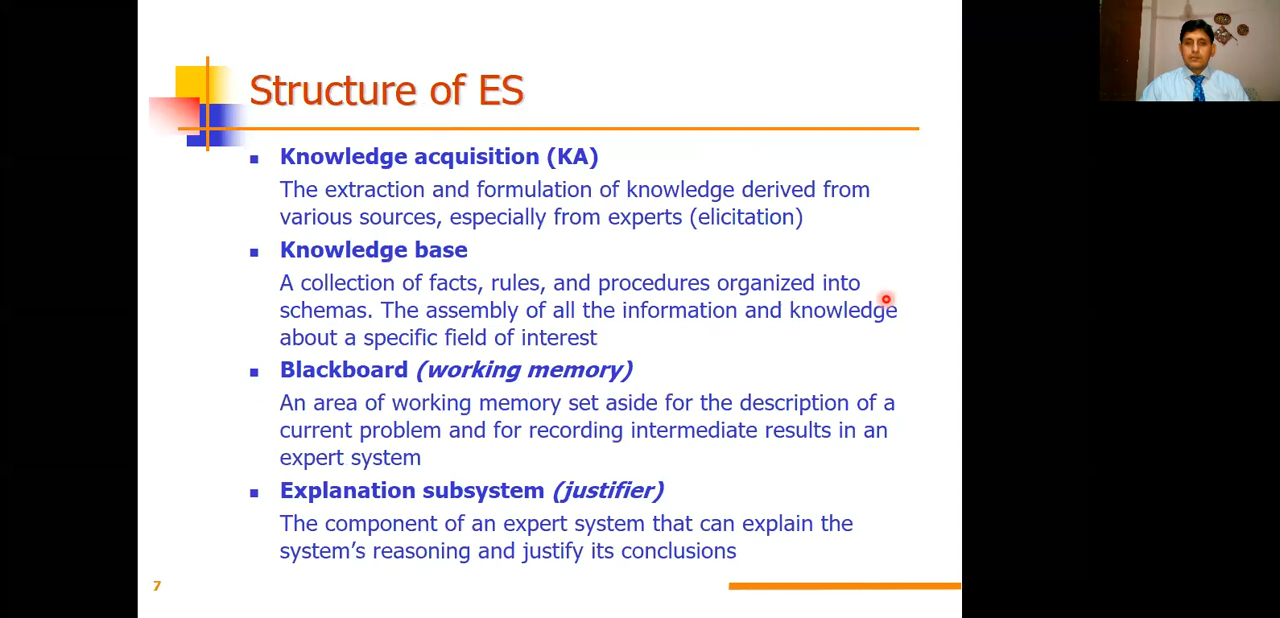 Structure of ES
Knowledge acquisition (KA)
The extraction and formulation of knowledge derived from
various sources, especially from experts (elicitation)
Knowledge base
A collection of facts, rules, and procedures organized into
schemas. The assembly of all the information and knowledge
about a specific field of interest
Blackboard (working memory)
An area of working memory set aside for the description of a
current problem and for recording intermediate results in an
expert system
Explanation subsystem (justifier)
The component of an expert system that can explain the
system’s reasoning and justify its conclusions
7